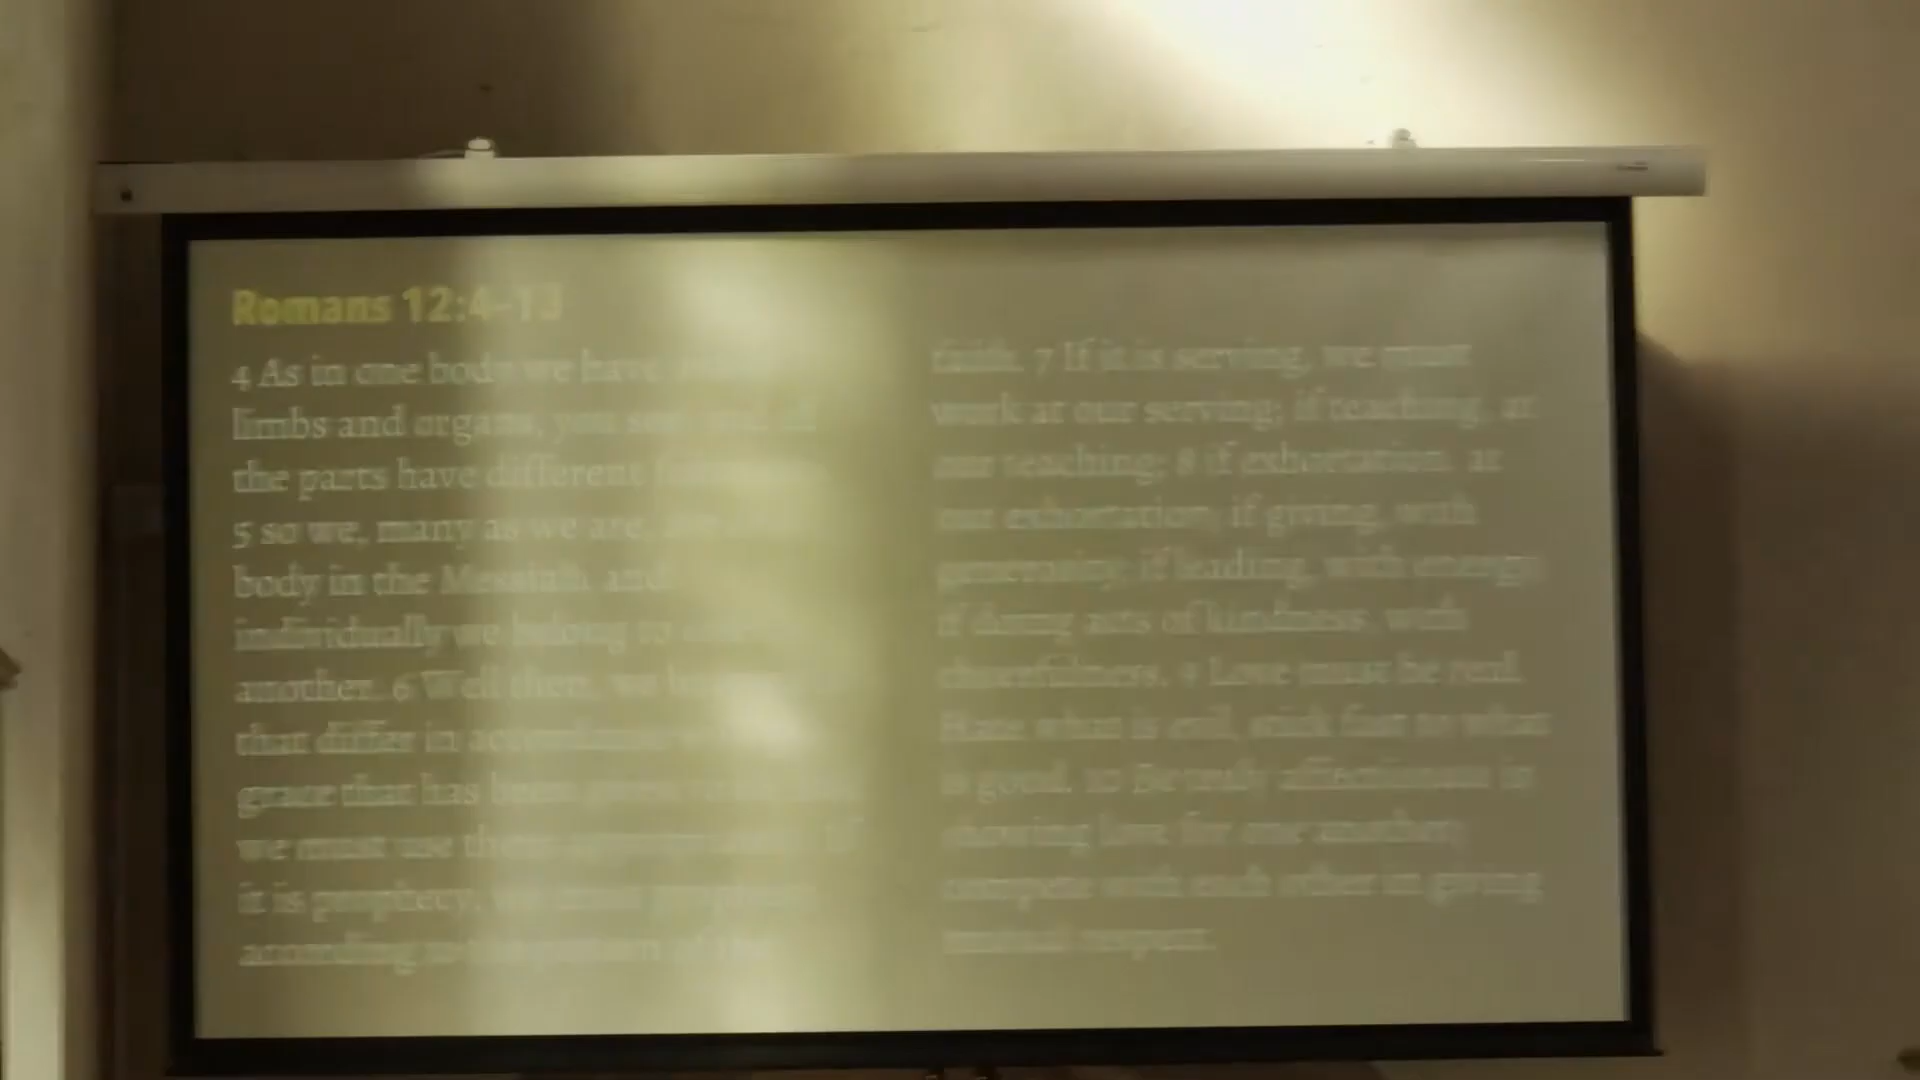 Romans 12:4-13
4 As in one body we have
limbs and organs, you see,
the parts have different
5 so we, many as we are,
body in the Messiah, and
individually we belong to
another. 6 Well then, we
that differ in accordance
grace that has been
we must use them
it is prophecy,
according to
faith. 7 If it is serving, we must
work at our serving; if teaching, at
our teaching; 8 if exhortation, at
our exhortation; if giving, with
generosity; if leading, with energy;
if doing acts of kindness, with
cheerfulness. 9 Love must be real.
Hate what is evil, stick fast to what
is good. 10 Be truly affectionate in
showing love for one another;
compete with each other in giving
mutual respect.